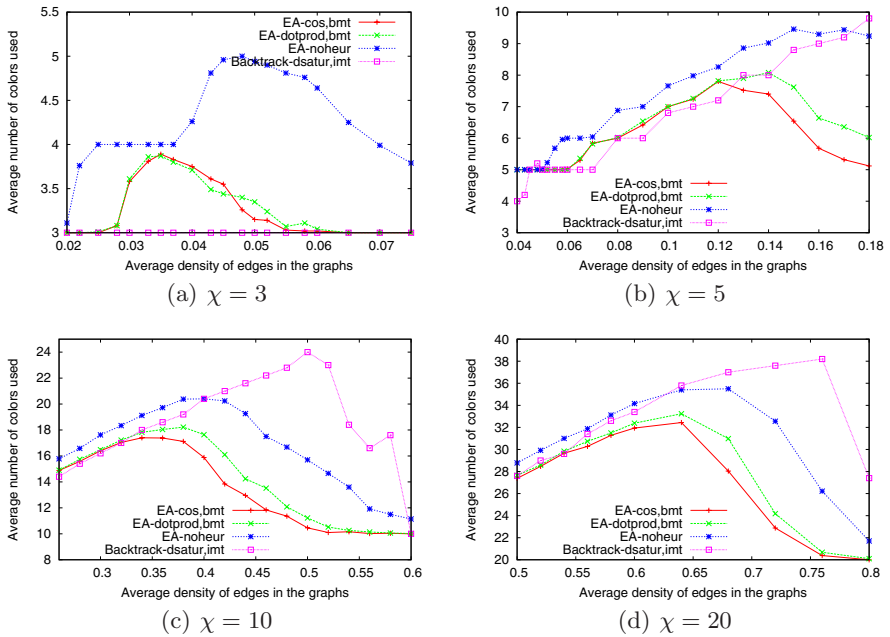 EA-cos,bmt
EA-dotprod,bmt
EA-noheur
Backtrack-dsatur,imt
Average number of colors used
5.5
5
4.5
4
3.5
3
0.02 0.03 0.04 0.05 0.06 0.07
Average density of edges in the graphs
(a) χ = 3
Average number of colors used
10
9
8
7
6
5
4
3
EA-cos,bmt
EA-dotprod,bmt
EA-noheur
Backtrack-dsatur,imt
0.04 0.06 0.08 0.1 0.12 0.14 0.16 0.18
Average density of edges in the graphs
(b) χ = 5
Average number of colors used
24
22
20
18
16
14
12
10
8
EA-cos,bmt
EA-dotprod,bmt
EA-noheur
Backtrack-dsatur,imt
0.3 0.35 0.4 0.45 0.5 0.55 0.6
Average density of edges in the graphs
(c) χ = 10
Average number of colors used
40
38
36
34
32
30
28
26
24
22
20
EA-cos,bmt
EA-dotprod,bmt
EA-noheur
Backtrack-dsatur,imt
0.5 0.55 0.6 0.65 0.7 0.75 0.8
Average density of edges in the graphs
(d) χ = 20